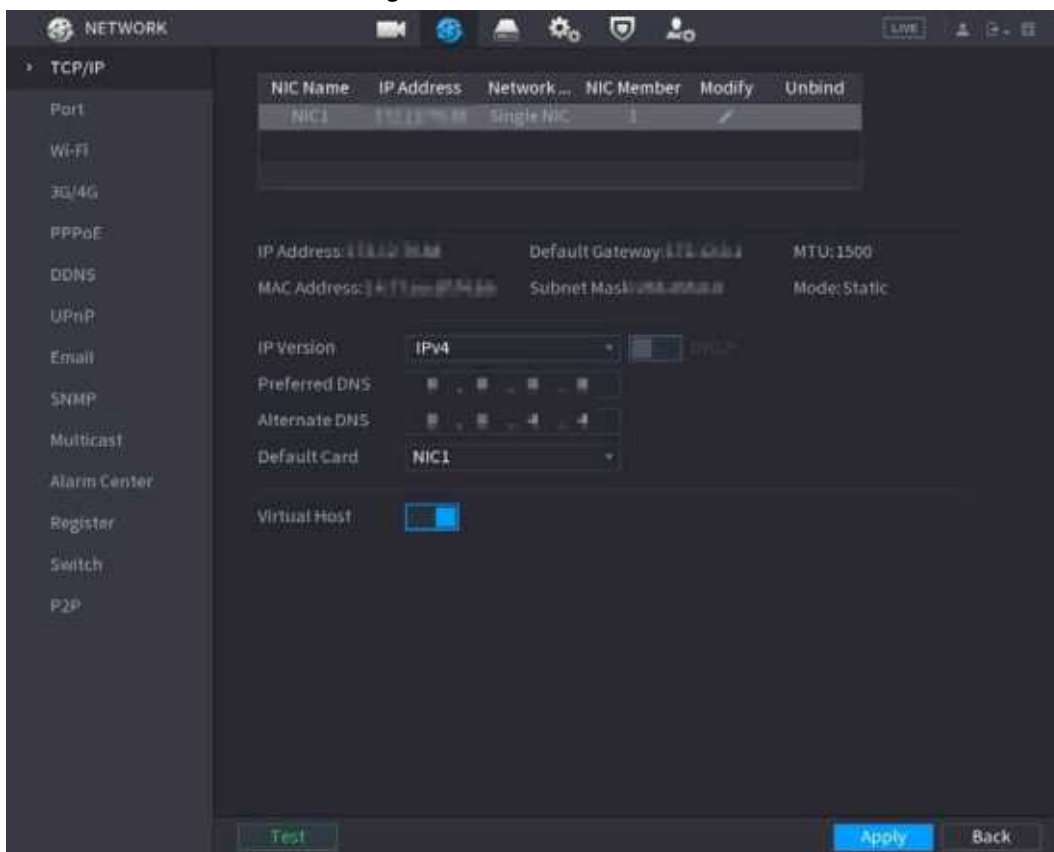 NETWORK
LIVE
TCP/IP
Port
Wi-Fi
3G/4G
PPPoE
DDNS
UPnP
Email
SNMP
Multicast
Alarm Center
Register
Switch
P2P
NIC Name IP Address Network ... NIC Member Modify Unbind
NIC1 Single NIC 1
IP Address: Default Gateway: MTU:1500
MAC Address: Subnet Mask: Mode: Static
IP Version IPv4 DHCP
Preferred DNS
Alternate DNS
Default Card NIC1
Virtual Host
Test Apply Back